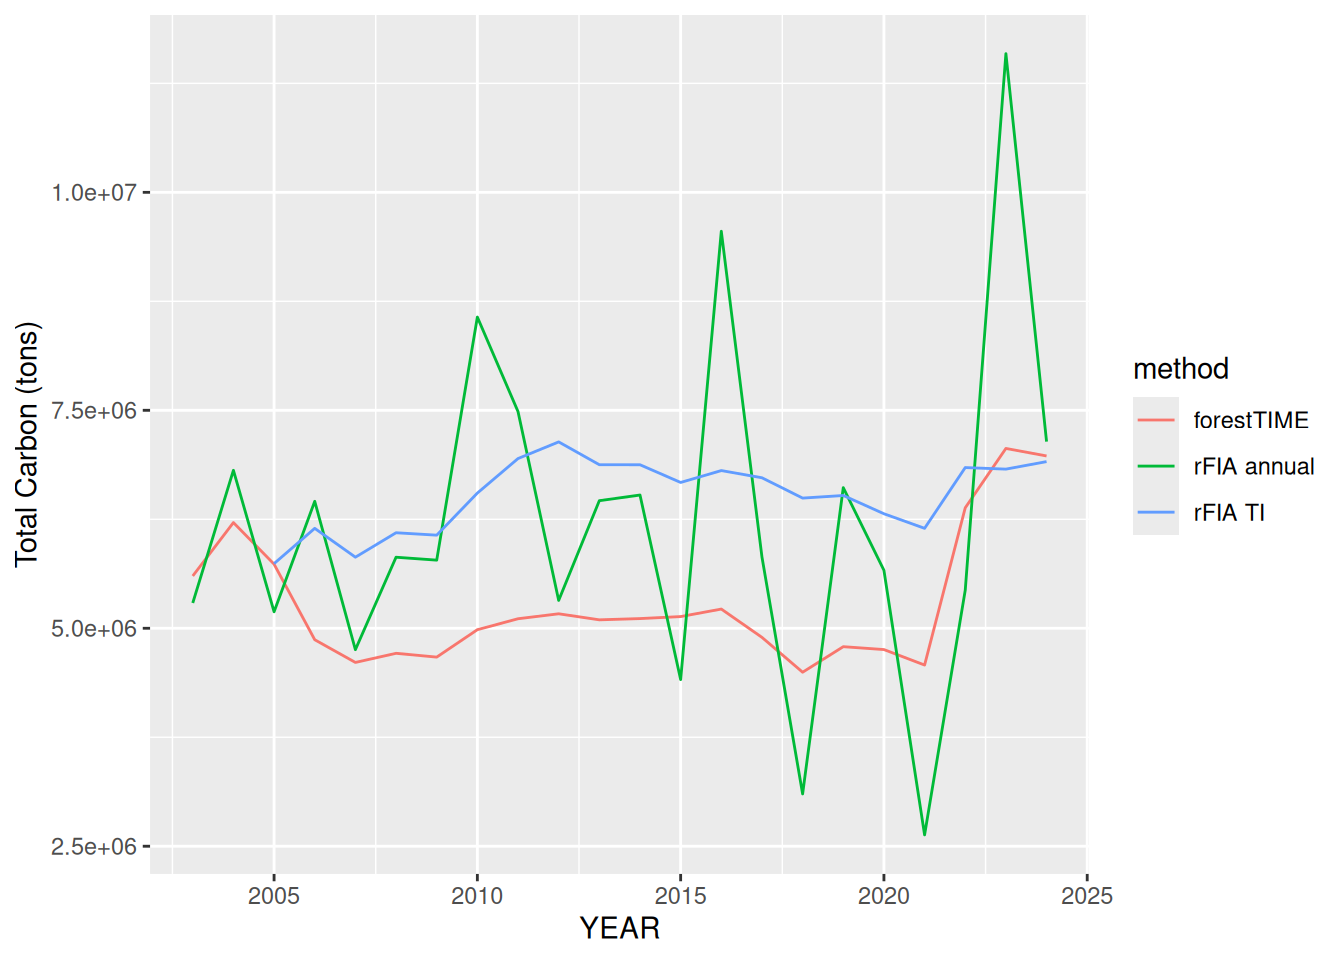 Total Carbon (tons)
1.0e+07
7.5e+06
5.0e+06
2.5e+06
2005 2010 2015 2020 2025
YEAR
method
forestTIME
rFIA annual
rFIA TI